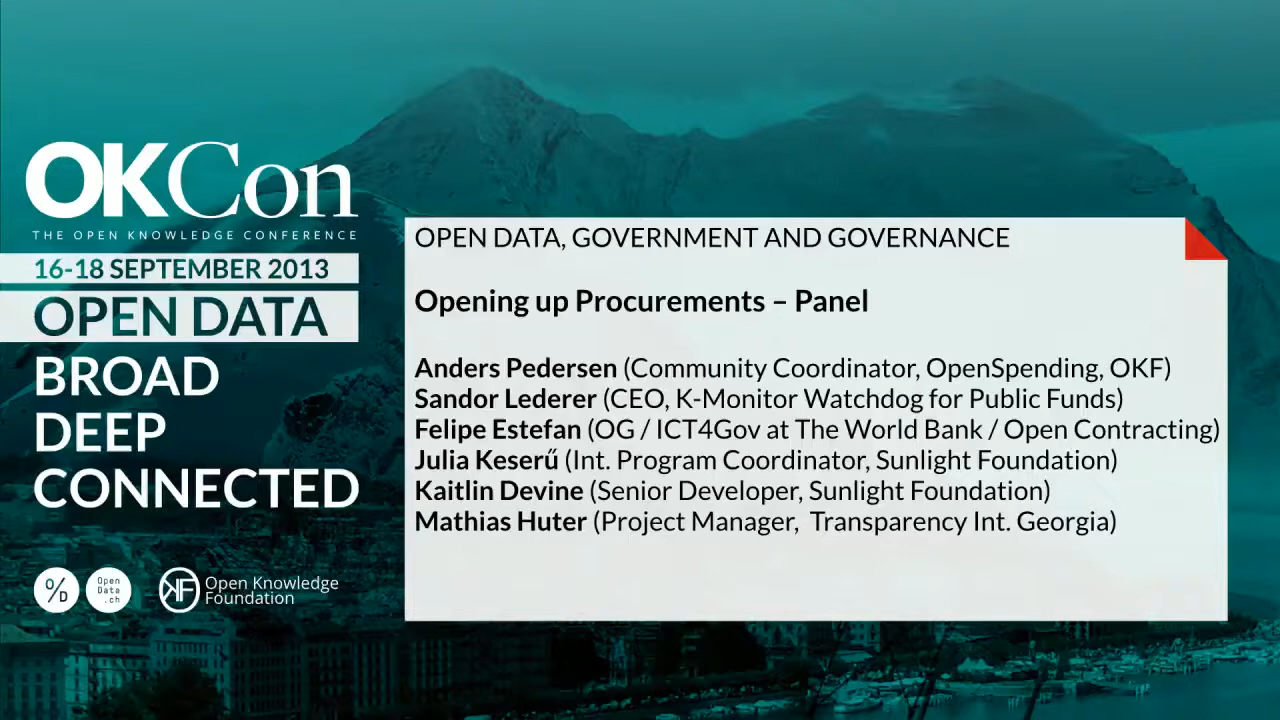 OKCon
THE OPEN KNOWLEDGE CONFERENCE
16-18 SEPTEMBER 2013
OPEN DATA
BROAD
DEEP
CONNECTED
O/D
Open
Data
.ch
OKF
Open Knowledge
Foundation
OPEN DATA, GOVERNMENT AND GOVERNANCE
Opening up Procurements – Panel
Anders Pedersen (Community Coordinator, OpenSpending, OKF)
Sandor Lederer (CEO, K-Monitor Watchdog for Public Funds)
Felipe Estefan (OG / ICT4Gov at The World Bank / Open Contracting)
Julia Keserű (Int. Program Coordinator, Sunlight Foundation)
Kaitlin Devine (Senior Developer, Sunlight Foundation)
Mathias Huter (Project Manager,  Transparency Int. Georgia)